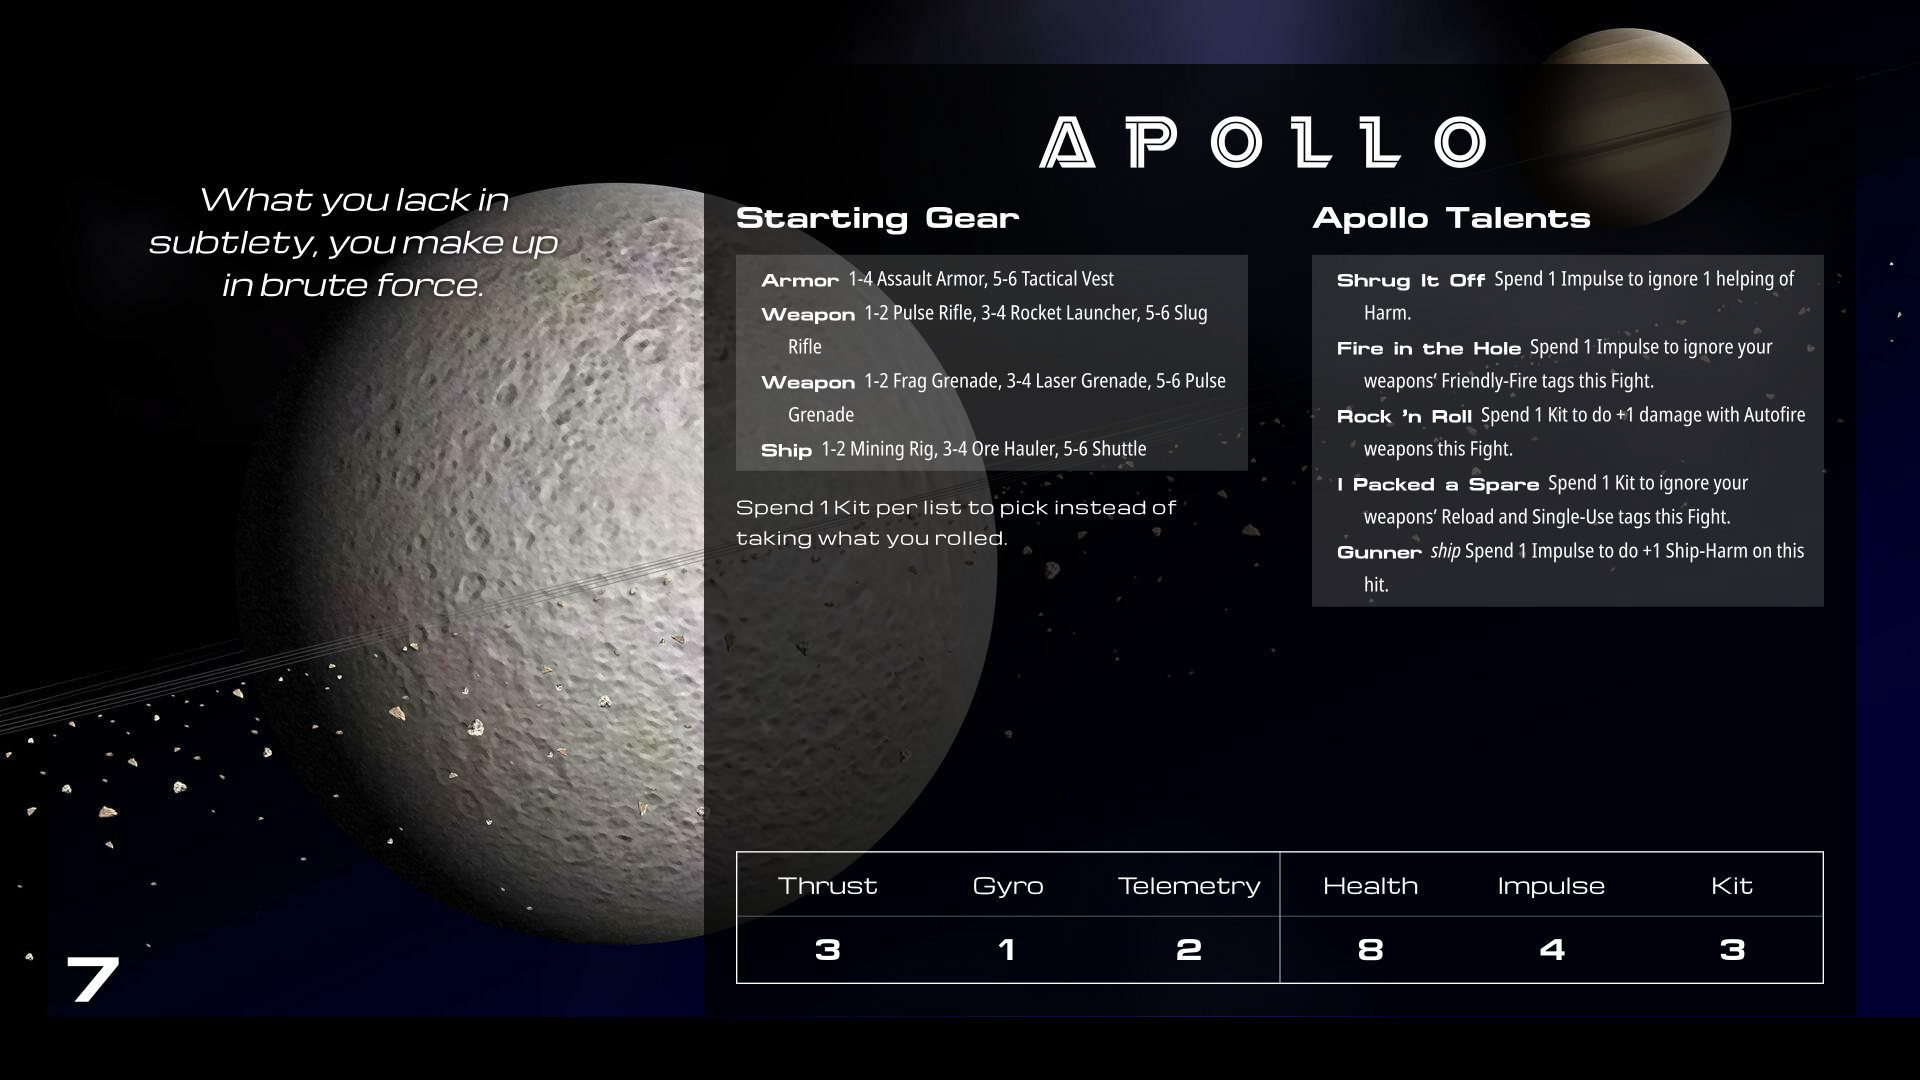 What you lack in
subtlety, you make up
in brute force.
APOLLO
Starting Gear
Armor 1-4 Assault Armor, 5-6 Tactical Vest
Weapon 1-2 Pulse Rifle, 3-4 Rocket Launcher, 5-6 Slug
Rifle
Weapon 1-2 Frag Grenade, 3-4 Laser Grenade, 5-6 Pulse
Grenade
Ship 1-2 Mining Rig, 3-4 Ore Hauler, 5-6 Shuttle
Spend 1 Kit per list to pick instead of
taking what you rolled.
Apollo Talents
Shrug It Off Spend 1 Impulse to ignore 1 helping of
Harm.
Fire in the Hole Spend 1 Impulse to ignore your
weapons’ Friendly-Fire tags this Fight.
Rock ’n Roll Spend 1 Kit to do +1 damage with Autofire
weapons this Fight.
I Packed a Spare Spend 1 Kit to ignore your
weapons’ Reload and Single-Use tags this Fight.
Gunner ship Spend 1 Impulse to do +1 Ship-Harm on this
hit.
Thrust Gyro Telemetry Health Impulse Kit
3 1 2 8 4 3
7